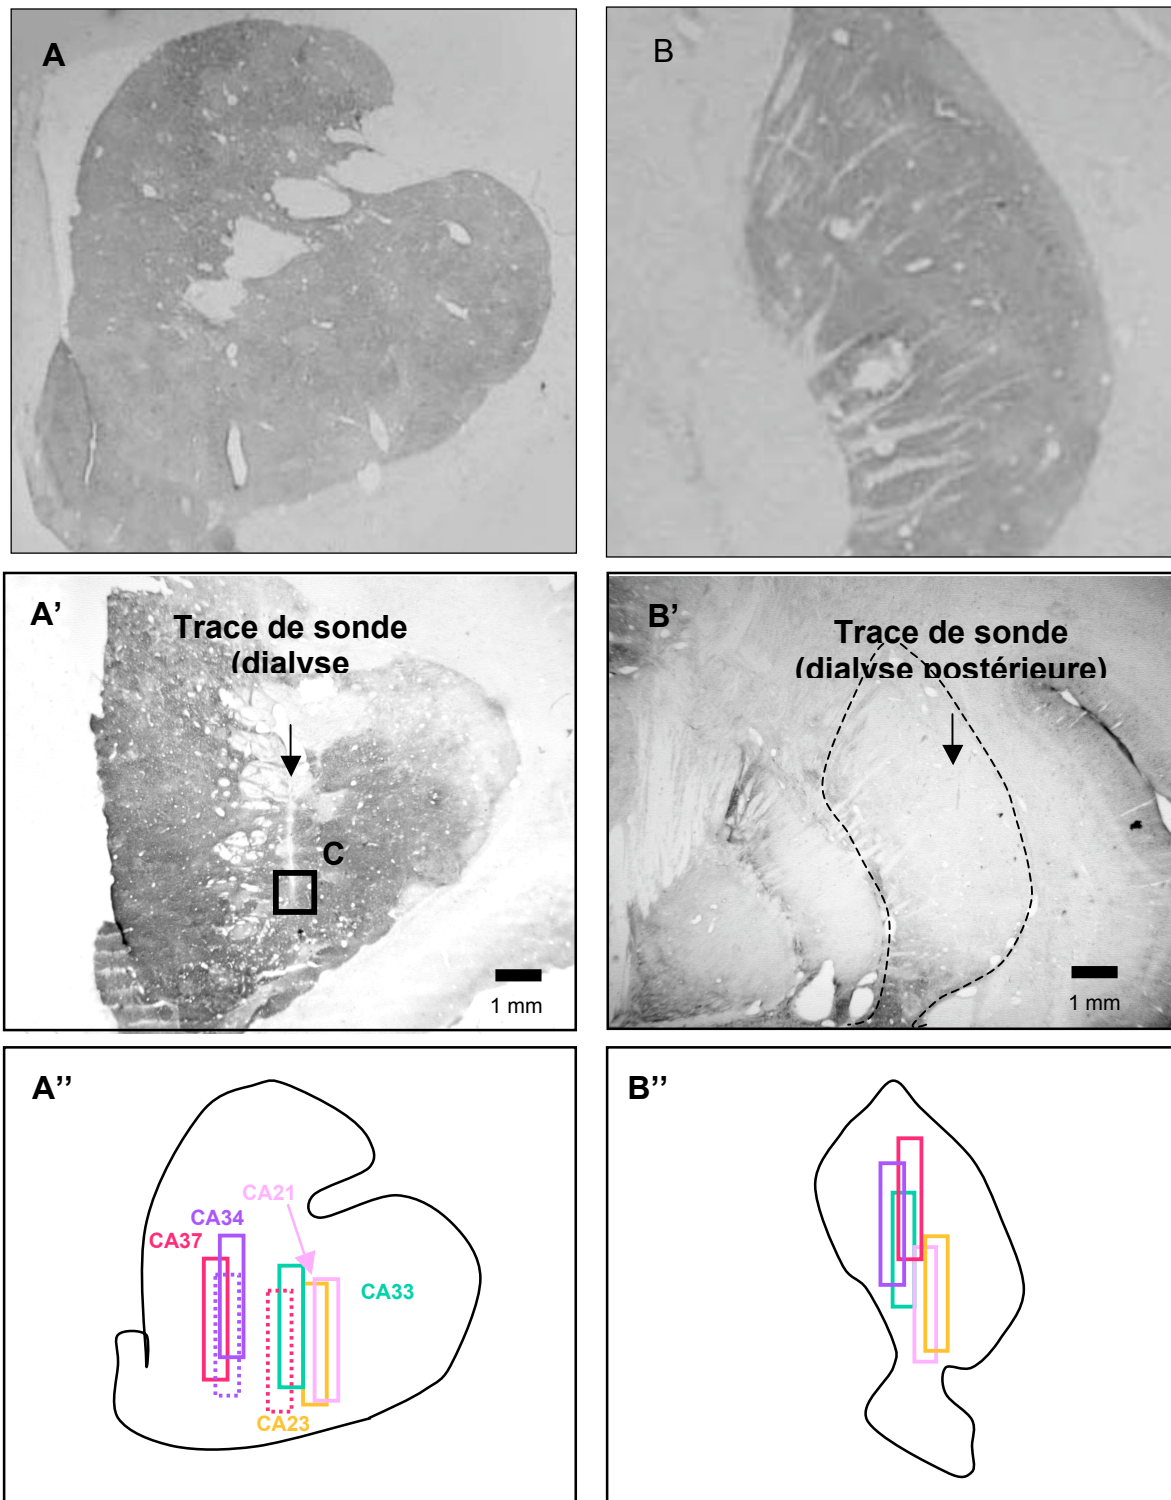 A
B
A’
Trace de sonde
(dialyse
C
1 mm
B’
Trace de sonde
(dialyse postérieure)
1 mm
A’’
CA21
CA34
CA37
CA33
CA23
B’’